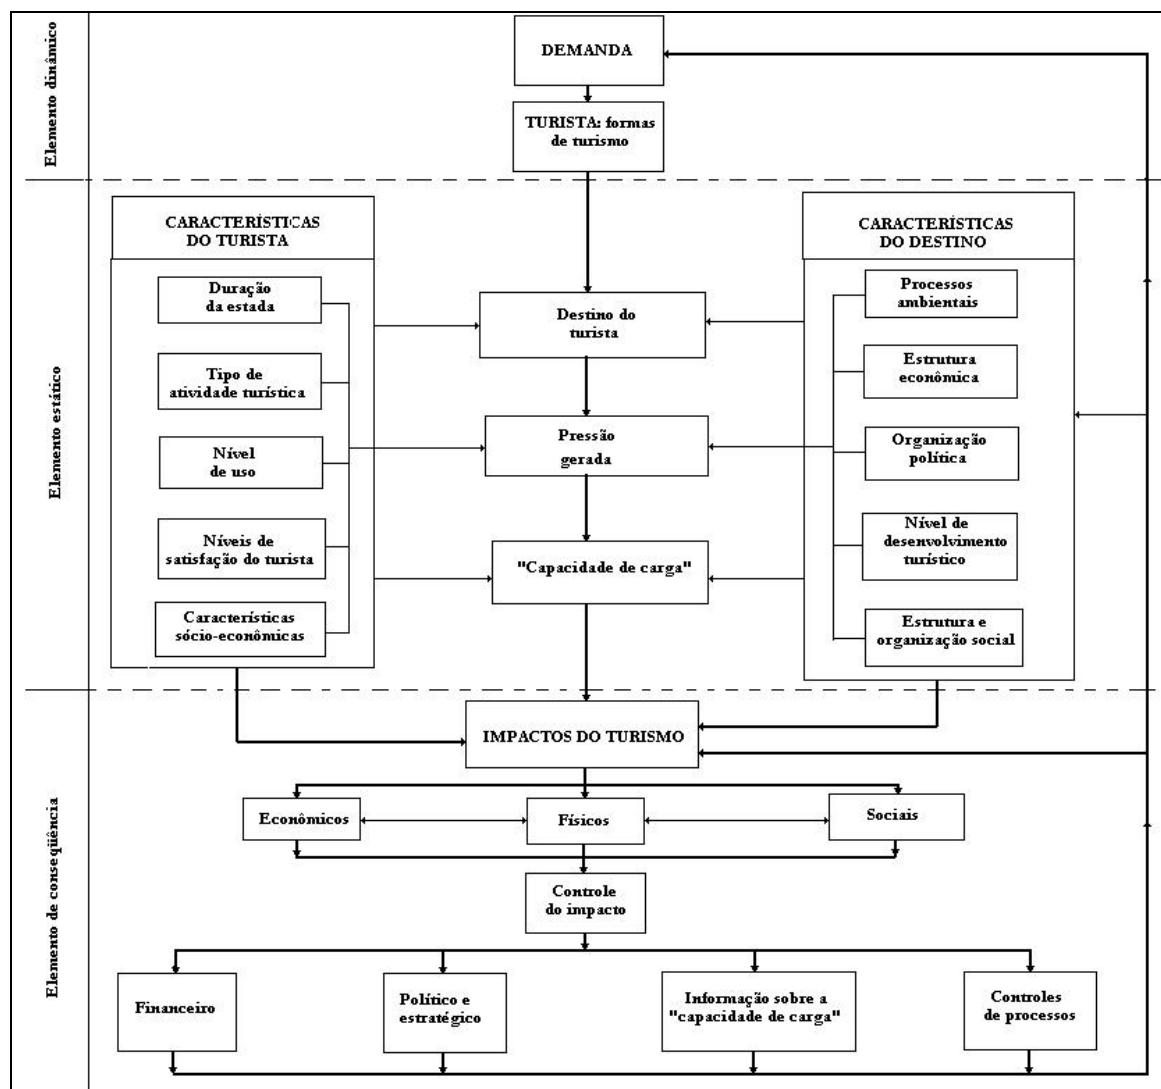 Elemento dinâmico
DEMANDA
TURISTA: formas
de turismo
Elemento estático
CARACTERÍSTICAS
DO TURISTA
Duração
da estada
Tipo de
atividade turística
Nível
de uso
Níveis de
satisfação do turista
Características
sócio-econômicas
Destino do
turista
Pressão
gerada
"Capacidade de carga"
CARACTERÍSTICAS
DO DESTINO
Processos
ambientais
Estrutura
econômica
Organização
política
Nível de
desenvolvimento
turístico
Estrutura e
organização social
Elemento de conseqüência
IMPACTOS DO TURISMO
Econômicos
Físicos
Sociais
Controle
do impacto
Financeiro
Político e
estratégico
Informação sobre a
"capacidade de carga"
Controles
de processos